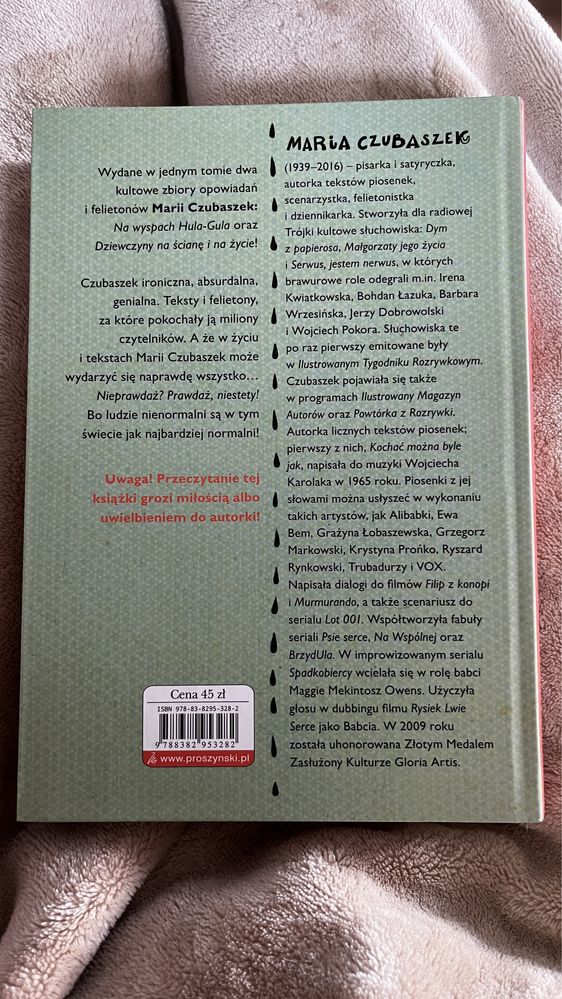 Wydane w jednym tomie dwa
kultowe zbiory opowiadań
i felietonów Marii Czubaszek:
Na wyspach Hula-Gula oraz
Dziewczyny na ścianę i na życie!
Czubaszek ironiczna, absurdalna,
genialna. Teksty i felietony,
za które pokochały ją miliony
czytelników. A że w życiu
i tekstach Marii Czubaszek może
wydarzyć się naprawdę wszystko...
Nieprawdaż? Prawdaż, niestety!
Bo ludzie nienormalni są w tym
świecie jak najbardziej normalni!
Uwaga! Przeczytanie tej
książki grozi miłością albo
uwielbieniem do autorki!
Cena 45 zł
ISBN 978-83-8295-328-2
9 788382 953282
www.proszynski.pl
MARIA CZUBASZEK
(1939–2016) – pisarka i satyryczka,
autorka tekstów piosenek,
scenarzystka, felietonistka
i dziennikarka. Stworzyła dla radiowej
Trójki kultowe słuchowiska: Dym
z papierosa, Małgorzaty jego życia
i Serwus, jestem nerwus, w których
brawurowe role odegrali m.in. Irena
Kwiatkowska, Bohdan Łazuka, Barbara
Wrzesińska, Jerzy Dobrowolski
i Wojciech Pokora. Słuchowiska te
po raz pierwszy emitowane były
w Ilustrowanym Tygodniku Rozrywkowym.
Czubaszek pojawiała się także
w programach Ilustrowany Magazyn
Autorów oraz Powtórka z Rozrywki.
Autorka licznych tekstów piosenek;
pierwszy z nich, Kochać można byle
jak, napisała do muzyki Wojciecha
Karolaka w 1965 roku. Piosenki z jej
słowami można usłyszeć w wykonaniu
takich artystów, jak Alibabki, Ewa
Bem, Grażyna Łobaszewska, Grzegorz
Markowski, Krystyna Prońko, Ryszard
Rynkowski, Trubadurzy i VOX.
Napisała dialogi do filmów Filip z konopi
i Murmurando, a także scenariusz do
serialu Lot 001. Współtworzyła fabuły
seriali Psie serce, Na Wspólnej oraz
BrzydUla. W improwizowanym serialu
Spadkobiercy wcielała się w rolę babci
Maggie Mekintosz Owens. Użyczyła
głosu w dubbingu filmu Rysiek Lwie
Serce jako Babcia. W 2009 roku
została uhonorowana Złotym Medalem
Zasłużony Kulturze Gloria Artis.